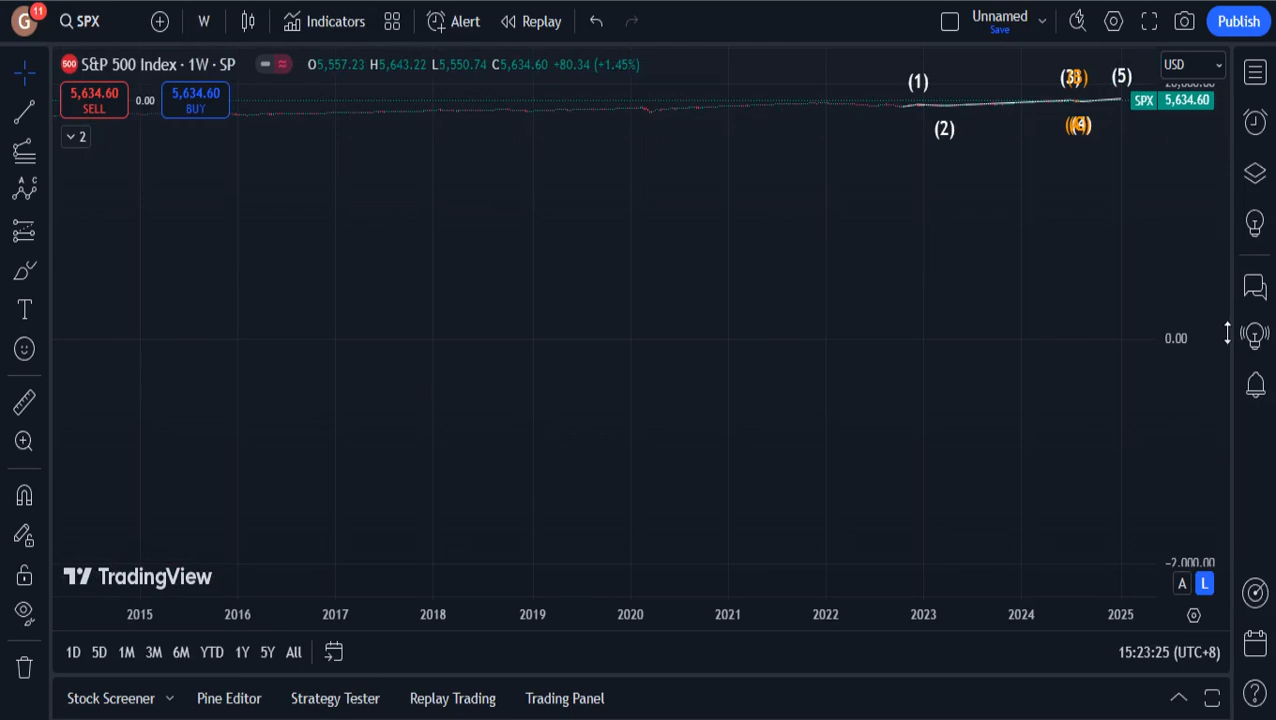 G 11 SPX W Indicators Alert Replay Unnamed Save Publish
500 S&P 500 Index · 1W · SP O5,557.23 H5,643.22 L5,550.74 C5,634.60 +80.34 (+1.45%) USD
5,634.60 SELL 0.00 5,634.60 BUY
2
(1)
(2)
(3)
(4)
(5)
SPX 5,634.60
0.00
−2,000.00
A L
TradingView
2015 2016 2017 2018 2019 2020 2021 2022 2023 2024 2025
1D 5D 1M 3M 6M YTD 1Y 5Y All 15:23:25 (UTC+8)
Stock Screener Pine Editor Strategy Tester Replay Trading Trading Panel